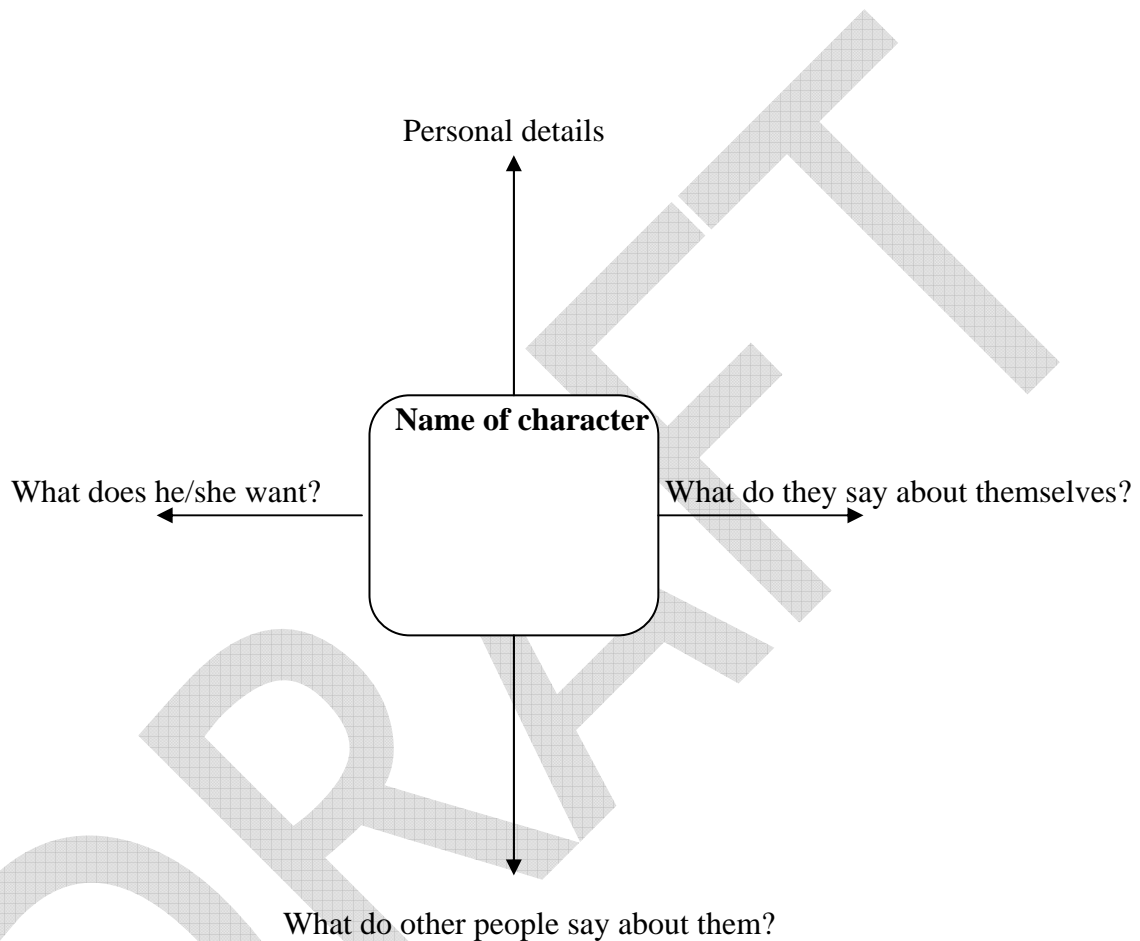 Personal details
Name of character
What does he/she want?
What do they say about themselves?
What do other people say about them?
DRAFT